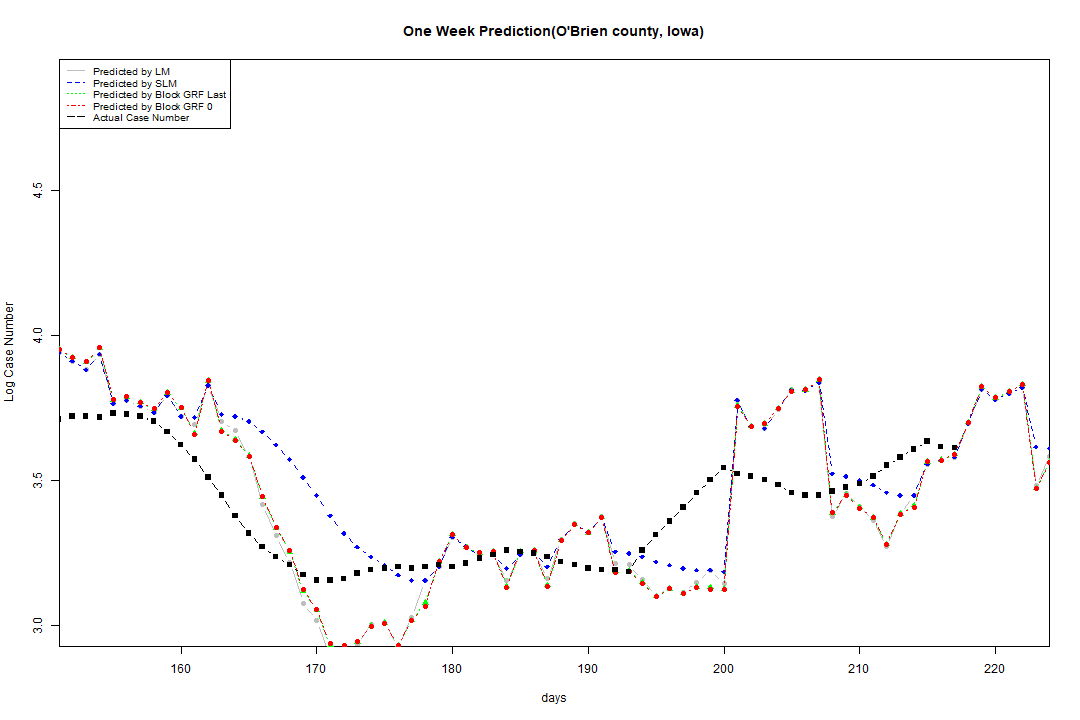 One Week Prediction(O'Brien county, Iowa)
Predicted by LM
Predicted by SLM
Predicted by Block GRF Last
Predicted by Block GRF 0
Actual Case Number
Log Case Number
4.5
4.0
3.5
3.0
160 170 180 190 200 210 220
days